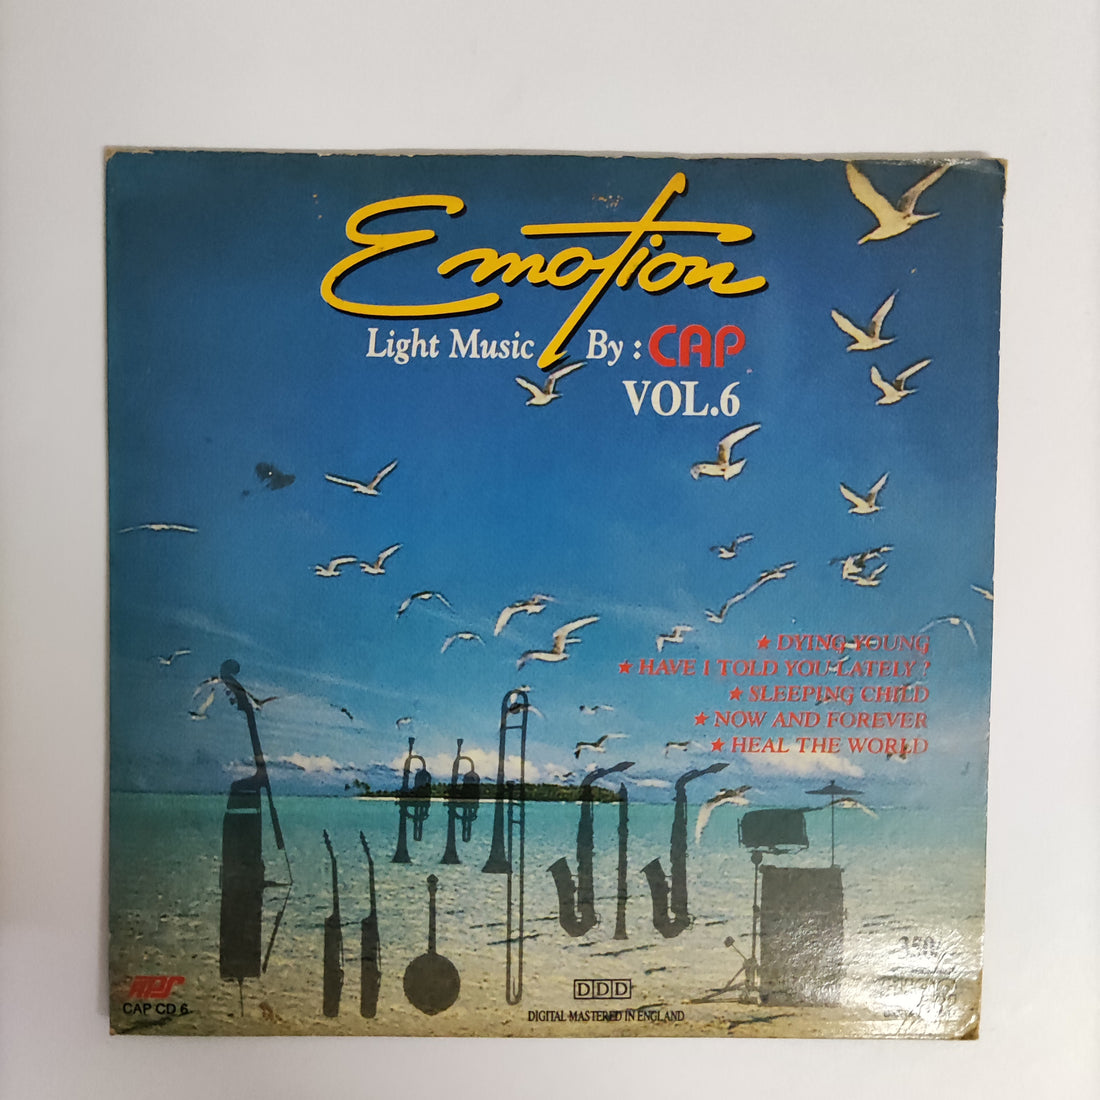 Emotion
Light Music By : CAP
VOL.6
★ DYING YOUNG
★ HAVE I TOLD YOU LATELY ?
★ SLEEPING CHILD
★ NOW AND FOREVER
★ HEAL THE WORLD
APS
CAP CD 6
DDD
DIGITAL MASTERED IN ENGLAND